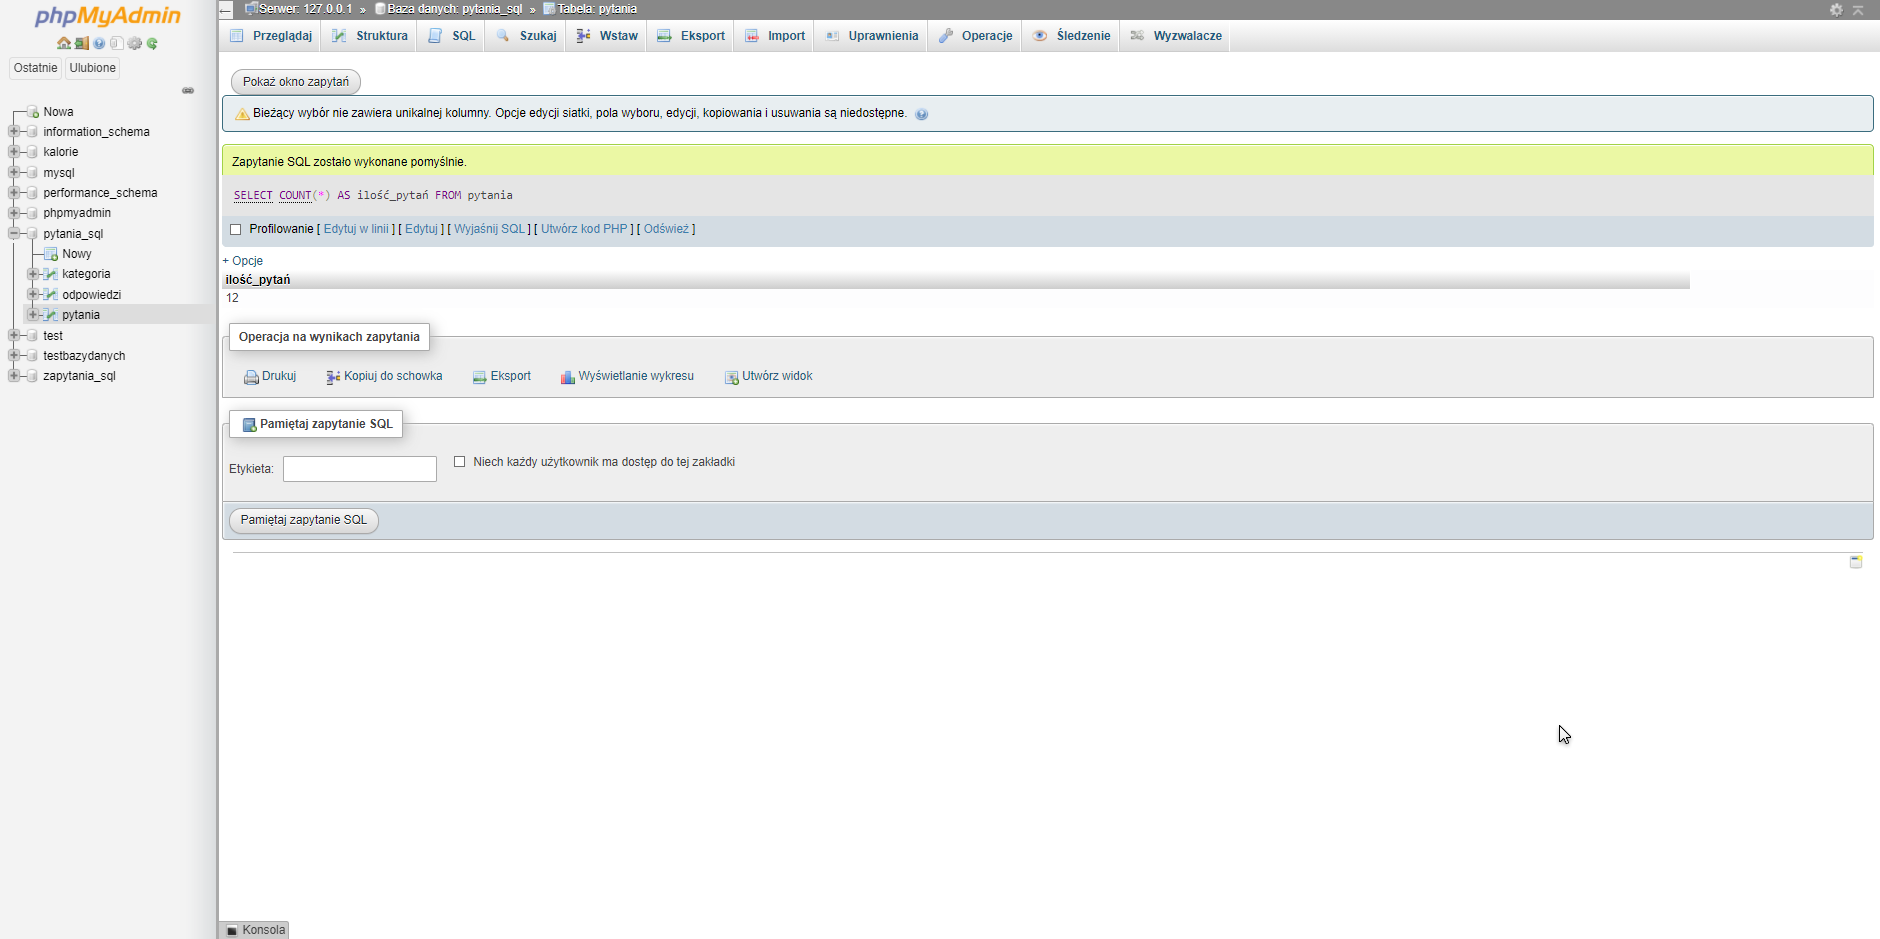 phpMyAdmin
Ostatnie Ulubione
Nowa
information_schema
kalorie
mysql
performance_schema
phpmyadmin
pytania_sql
Nowy
kategoria
odpowiedzi
pytania
test
testbazydanych
zapytania_sql
Serwer: 127.0.0.1 » Baza danych: pytania_sql » Tabela: pytania
Przeglądaj Struktura SQL Szukaj Wstaw Eksport Import Uprawnienia Operacje Śledzenie Wyzwalacze
Pokaż okno zapytań
Bieżący wybór nie zawiera unikalnej kolumny. Opcje edycji siatki, pola wyboru, edycji, kopiowania i usuwania są niedostępne.
Zapytanie SQL zostało wykonane pomyślnie.
SELECT COUNT(*) AS ilość_pytań FROM pytania
Profilowanie [ Edytuj w linii ] [ Edytuj ] [ Wyjaśnij SQL ] [ Utwórz kod PHP ] [ Odśwież ]
+ Opcje
ilość_pytań
12
Operacja na wynikach zapytania
Drukuj Kopiuj do schowka Eksport Wyświetlanie wykresu Utwórz widok
Pamiętaj zapytanie SQL
Etykieta: Niech każdy użytkownik ma dostęp do tej zakładki
Pamiętaj zapytanie SQL
Konsola